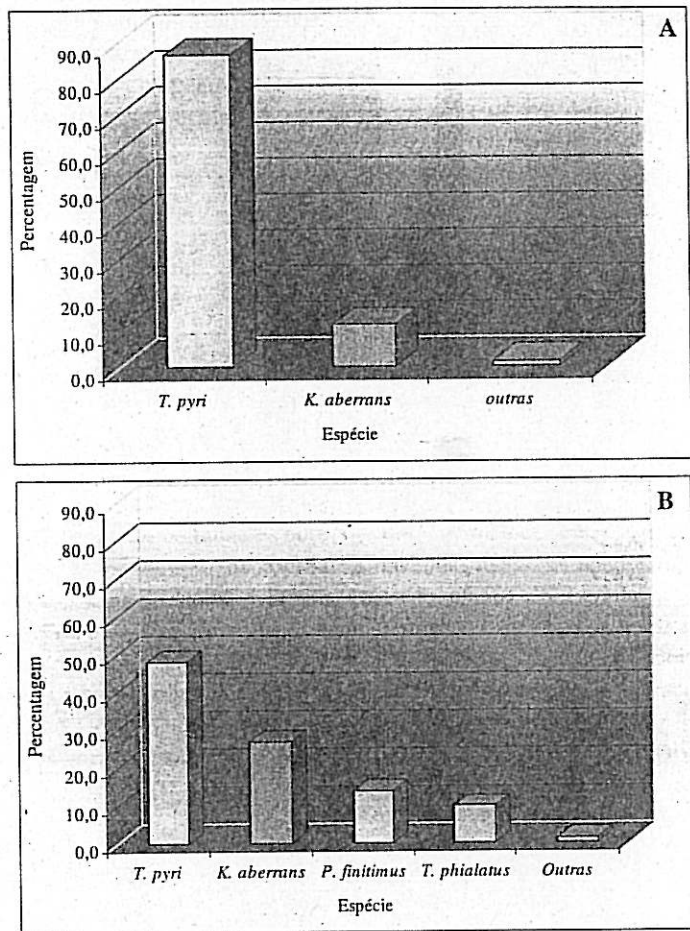 A
90,0
80,0
70,0
60,0
50,0
40,0
30,0
20,0
10,0
0,0
Percentagem
T. pyri K. aberrans outras
Espécie
B
90,0
80,0
70,0
60,0
50,0
40,0
30,0
20,0
10,0
0,0
Percentagem
T. pyri K. aberrans P. finitimus T. phialatus Outras
Espécie